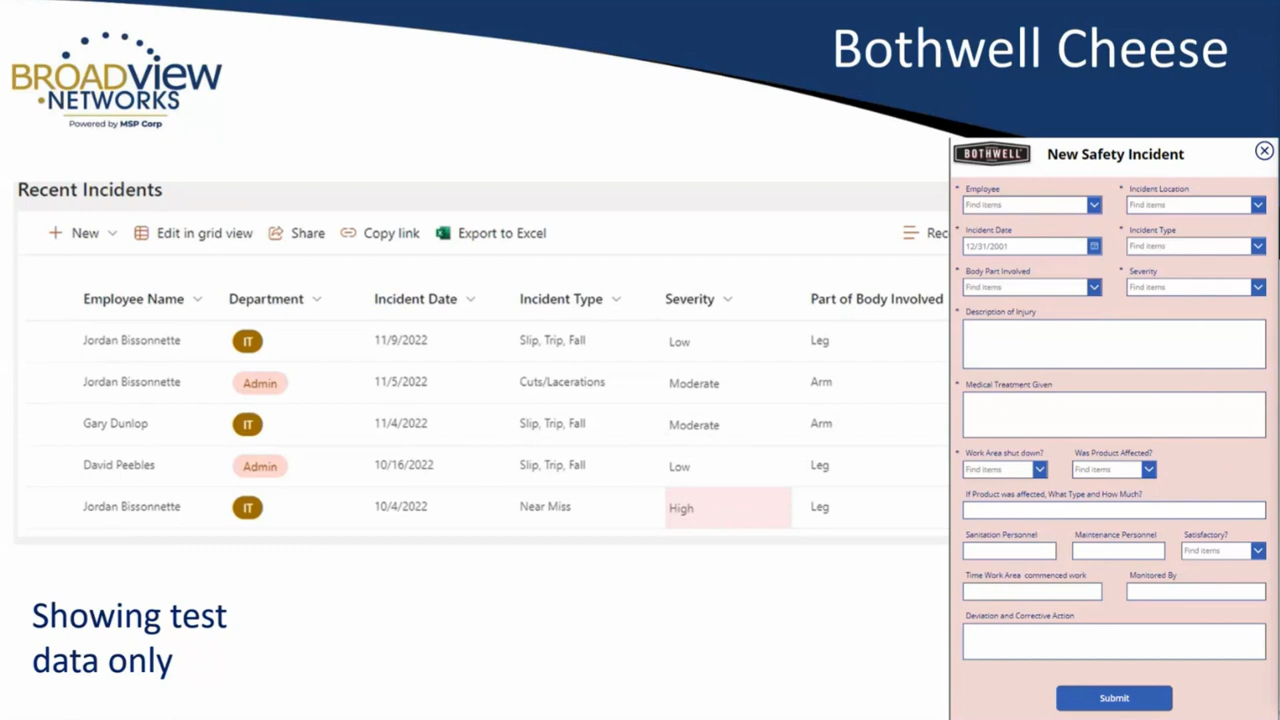 Bothwell Cheese
BROADVIEW
NETWORKS
Powered by MSP Corp
Recent Incidents
New Edit in grid view Share Copy link Export to Excel Rec
Employee Name Department Incident Date Incident Type Severity Part of Body Involved
Jordan Bissonnette IT 11/9/2022 Slip, Trip, Fall Low Leg
Jordan Bissonnette Admin 11/5/2022 Cuts/Lacerations Moderate Arm
Gary Dunlop IT 11/4/2022 Slip, Trip, Fall Moderate Arm
David Peebles Admin 10/16/2022 Slip, Trip, Fall Low Leg
Jordan Bissonnette IT 10/4/2022 Near Miss High Leg
Showing test
data only
BOTHWELL New Safety Incident
* Employee * Incident Location
Find items Find items
* Incident Date * Incident Type
12/31/2001 Find items
* Body Part Involved * Severity
Find items Find items
* Description of Injury
* Medical Treatment Given
* Work Area shut down? Was Product Affected?
Find items Find items
If Product was affected, What Type and How Much?
Sanitation Personnel Maintenance Personnel Satisfactory?
Find items
Time Work Area commenced work Monitored By
Deviation and Corrective Action
Submit